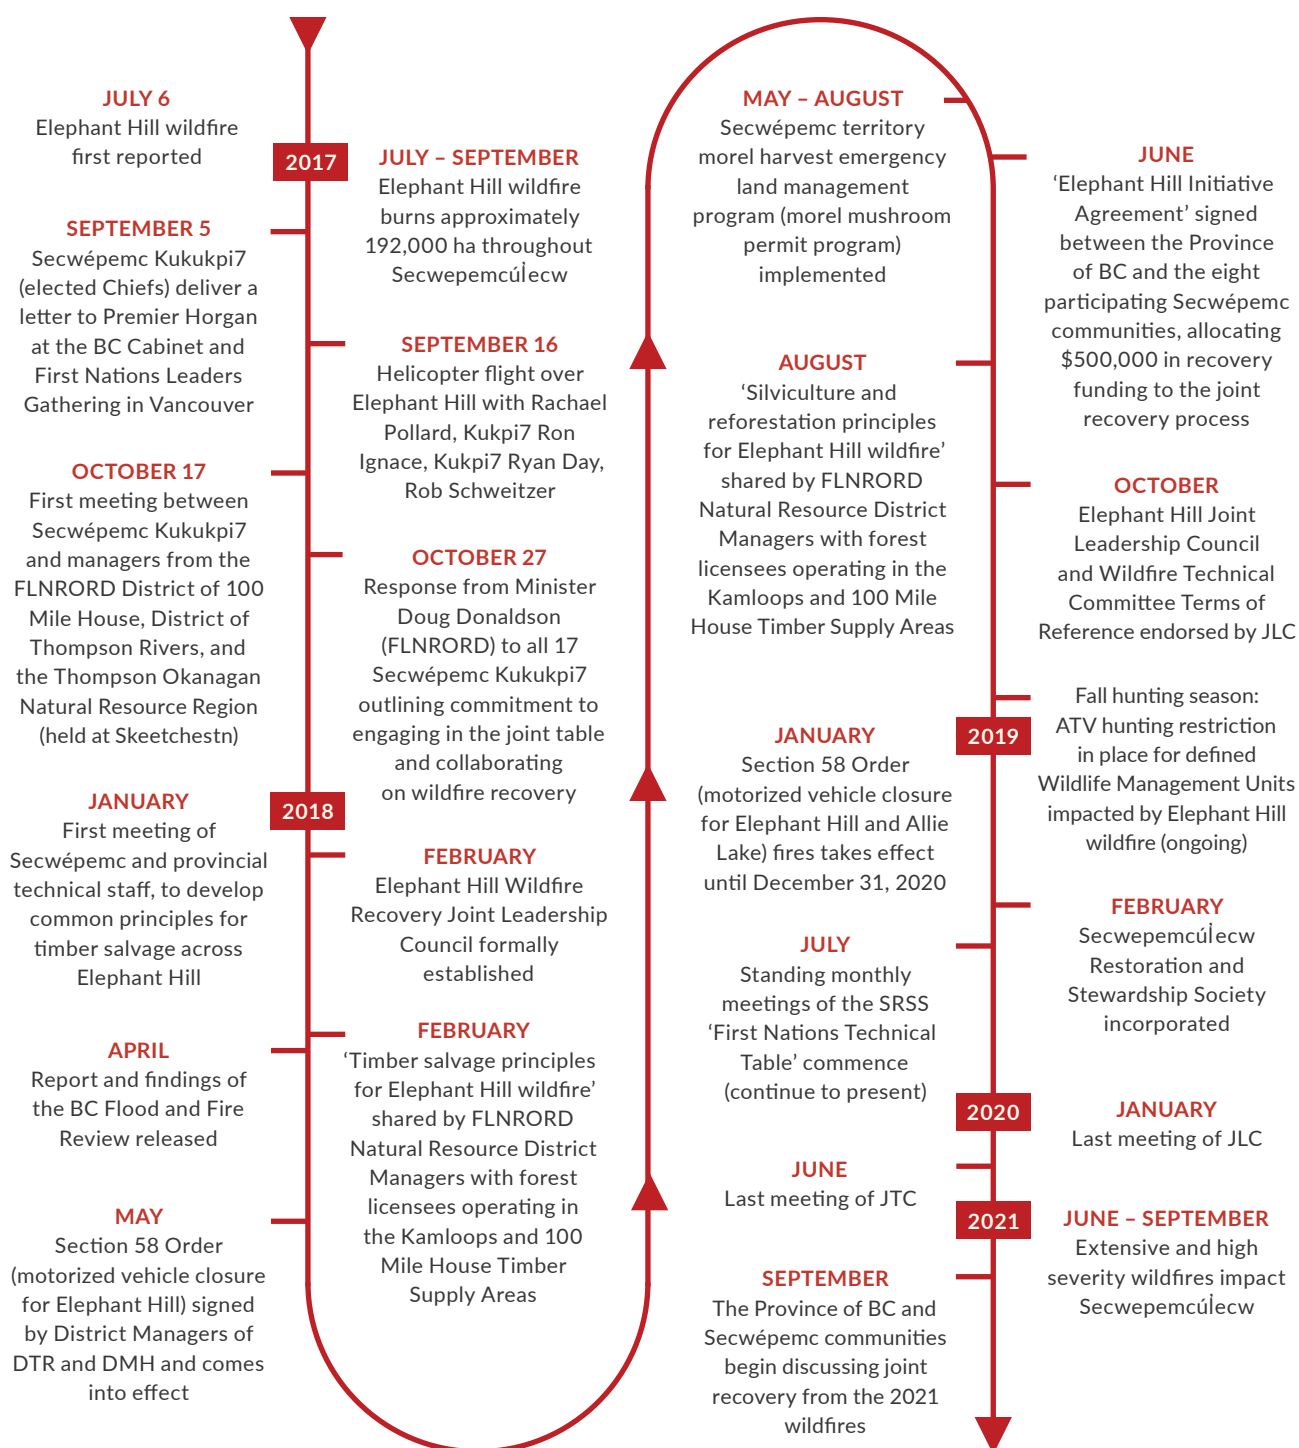 JULY 6
Elephant Hill wildfire
first reported
2017
JULY – SEPTEMBER
Elephant Hill wildfire
burns approximately
192,000 ha throughout
Secwepemcúl̓ecw
SEPTEMBER 5
Secwépemc Kukukpi7
(elected Chiefs) deliver a
letter to Premier Horgan
at the BC Cabinet and
First Nations Leaders
Gathering in Vancouver
SEPTEMBER 16
Helicopter flight over
Elephant Hill with Rachael
Pollard, Kukpi7 Ron
Ignace, Kukpi7 Ryan Day,
Rob Schweitzer
OCTOBER 17
First meeting between
Secwépemc Kukukpi7
and managers from the
FLNRORD District of 100
Mile House, District of
Thompson Rivers, and
the Thompson Okanagan
Natural Resource Region
(held at Skeetchestn)
OCTOBER 27
Response from Minister
Doug Donaldson
(FLNRORD) to all 17
Secwépemc Kukukpi7
outlining commitment to
engaging in the joint table
and collaborating
on wildfire recovery
2018
JANUARY
First meeting of
Secwépemc and provincial
technical staff, to develop
common principles for
timber salvage across
Elephant Hill
FEBRUARY
Elephant Hill Wildfire
Recovery Joint Leadership
Council formally
established
FEBRUARY
‘Timber salvage principles
for Elephant Hill wildfire’
shared by FLNRORD
Natural Resource District
Managers with forest
licensees operating in
the Kamloops and 100
Mile House Timber
Supply Areas
APRIL
Report and findings of
the BC Flood and Fire
Review released
MAY
Section 58 Order
(motorized vehicle closure
for Elephant Hill) signed
by District Managers of
DTR and DMH and comes
into effect
MAY – AUGUST
Secwépemc territory
morel harvest emergency
land management
program (morel mushroom
permit program)
implemented
JUNE
‘Elephant Hill Initiative
Agreement’ signed
between the Province
of BC and the eight
participating Secwépemc
communities, allocating
$500,000 in recovery
funding to the joint
recovery process
AUGUST
‘Silviculture and
reforestation principles
for Elephant Hill wildfire’
shared by FLNRORD
Natural Resource District
Managers with forest
licensees operating in the
Kamloops and 100 Mile
House Timber Supply Areas
OCTOBER
Elephant Hill Joint
Leadership Council
and Wildfire Technical
Committee Terms of
Reference endorsed by JLC
Fall hunting season:
ATV hunting restriction
in place for defined
Wildlife Management Units
impacted by Elephant Hill
wildfire (ongoing)
2019
JANUARY
Section 58 Order
(motorized vehicle closure
for Elephant Hill and Allie
Lake) fires takes effect
until December 31, 2020
FEBRUARY
Secwepemcúl̓ecw
Restoration and
Stewardship Society
incorporated
JULY
Standing monthly
meetings of the SRSS
‘First Nations Technical
Table’ commence
(continue to present)
2020
JANUARY
Last meeting of JLC
JUNE
Last meeting of JTC
2021
JUNE – SEPTEMBER
Extensive and high
severity wildfires impact
Secwepemcúl̓ecw
SEPTEMBER
The Province of BC and
Secwépemc communities
begin discussing joint
recovery from the 2021
wildfires